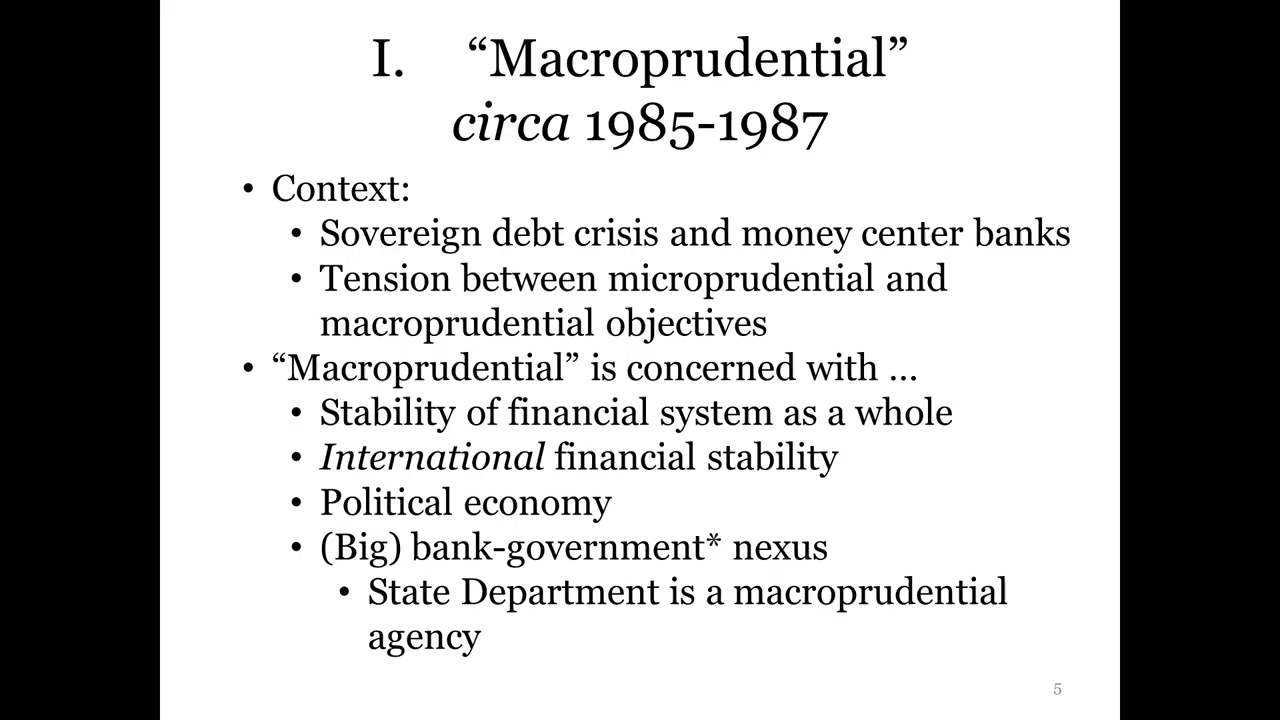 I. “Macroprudential”
circa 1985-1987
• Context:
• Sovereign debt crisis and money center banks
• Tension between microprudential and
macroprudential objectives
• “Macroprudential” is concerned with …
• Stability of financial system as a whole
• International financial stability
• Political economy
• (Big) bank-government* nexus
• State Department is a macroprudential
agency
5